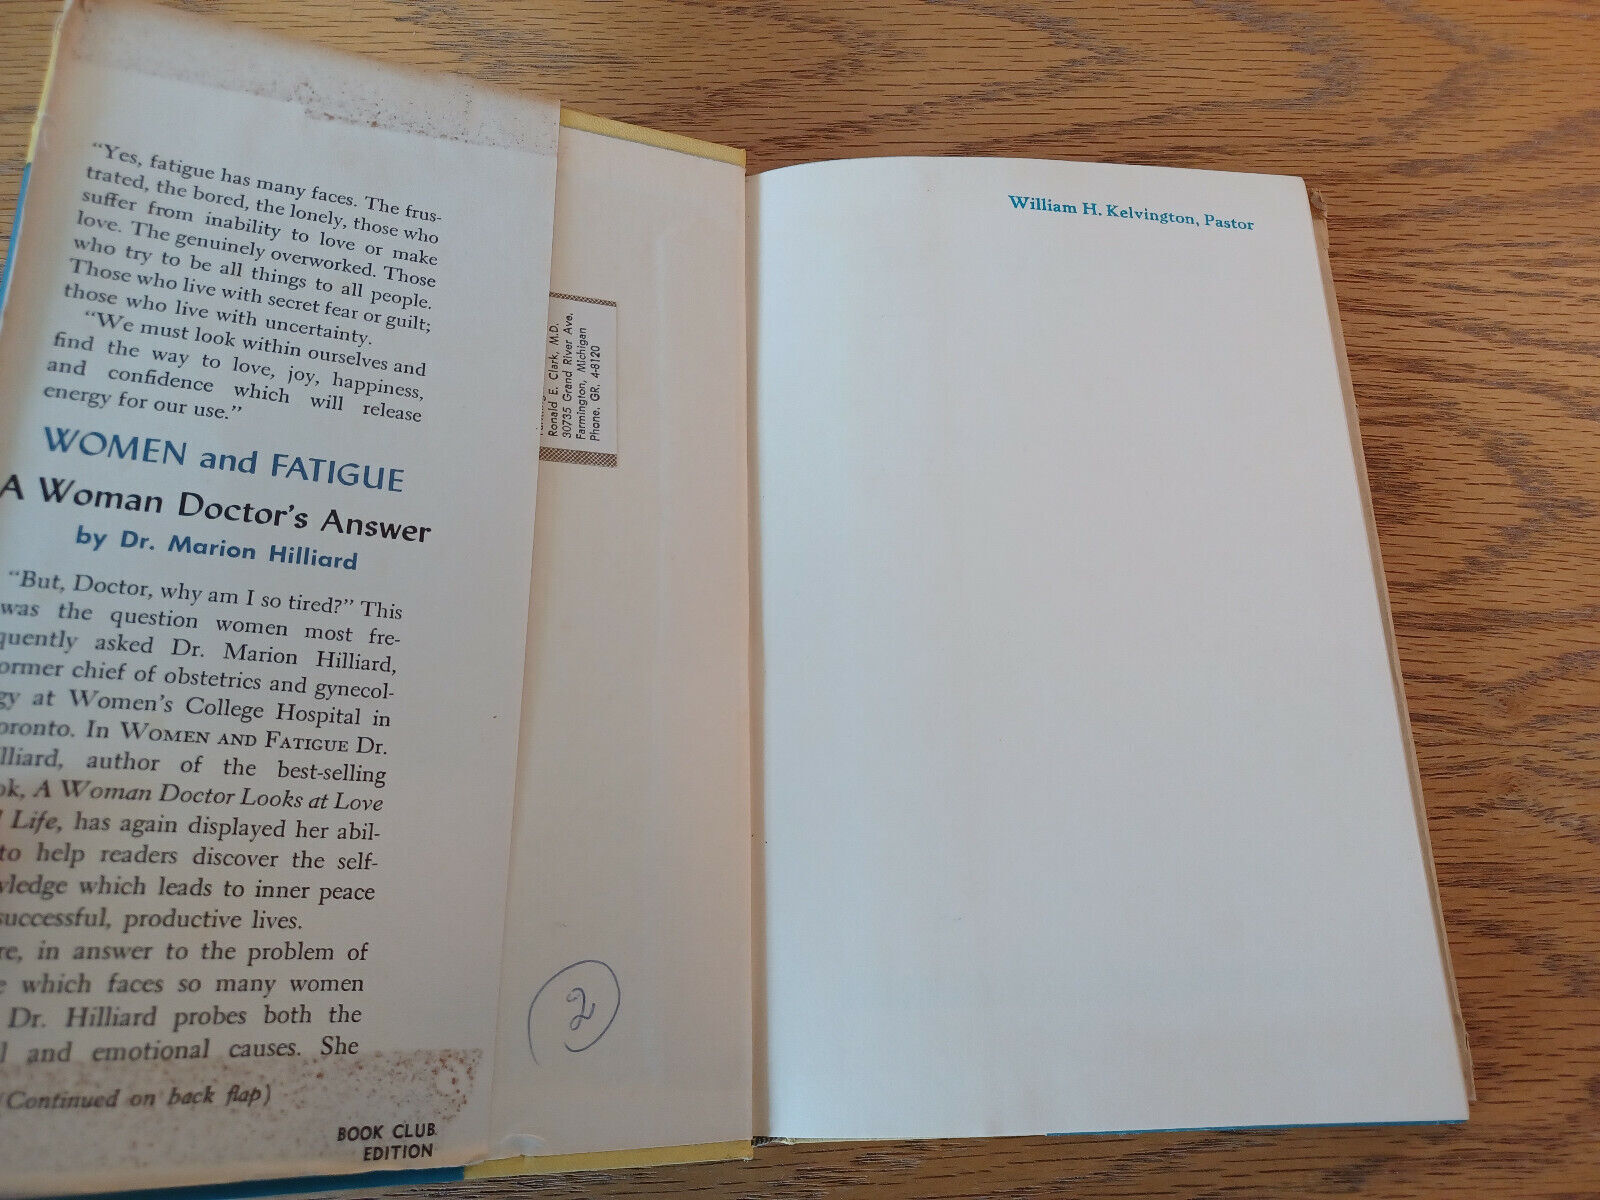 “Yes, fatigue has many faces. The frus-
trated, the bored, the lonely, those who
suffer from inability to love or make
love. The genuinely overworked. Those
who try to be all things to all people.
Those who live with secret fear or guilt;
those who live with uncertainty.
“We must look within ourselves and
find the way to love, joy, happiness,
and confidence which will release
energy for our use.”
WOMEN and FATIGUE
A Woman Doctor's Answer
by Dr. Marion Hilliard
“But, Doctor, why am I so tired?” This
was the question women most fre-
quently asked Dr. Marion Hilliard,
ormer chief of obstetrics and gynecol-
gy at Women's College Hospital in
oronto. In WOMEN AND FATIGUE Dr.
lliard, author of the best-selling
ok, A Woman Doctor Looks at Love
Life, has again displayed her abil-
to help readers discover the self-
wledge which leads to inner peace
successful, productive lives.
re, in answer to the problem of
e which faces so many women
Dr. Hilliard probes both the
l and emotional causes. She
(Continued on back flap)
BOOK CLUB
EDITION
Ronald E. Clark, M.D.
30735 Grand River Ave.
Farmington, Michigan
Phone. GR. 4-8120
2
William H. Kelvington, Pastor